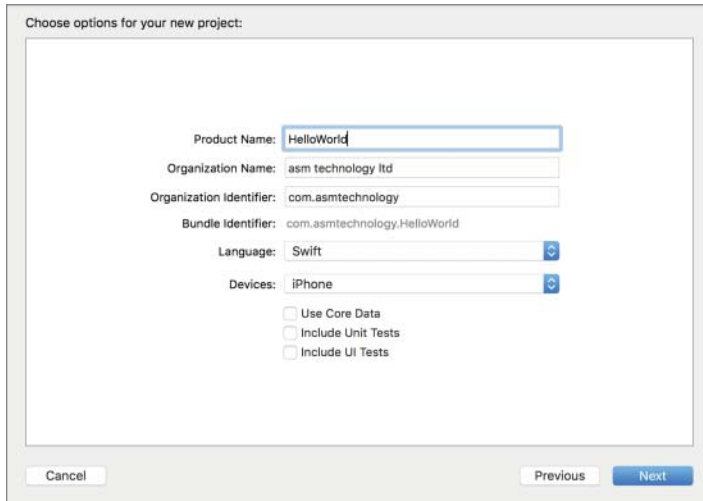 Choose options for your new project:
Product Name: HelloWorld
Organization Name: asm technology ltd
Organization Identifier: com.asmtechnology
Bundle Identifier: com.asmtechnology.HelloWorld
Language: Swift
Devices: iPhone
Use Core Data
Include Unit Tests
Include UI Tests
Cancel Previous Next